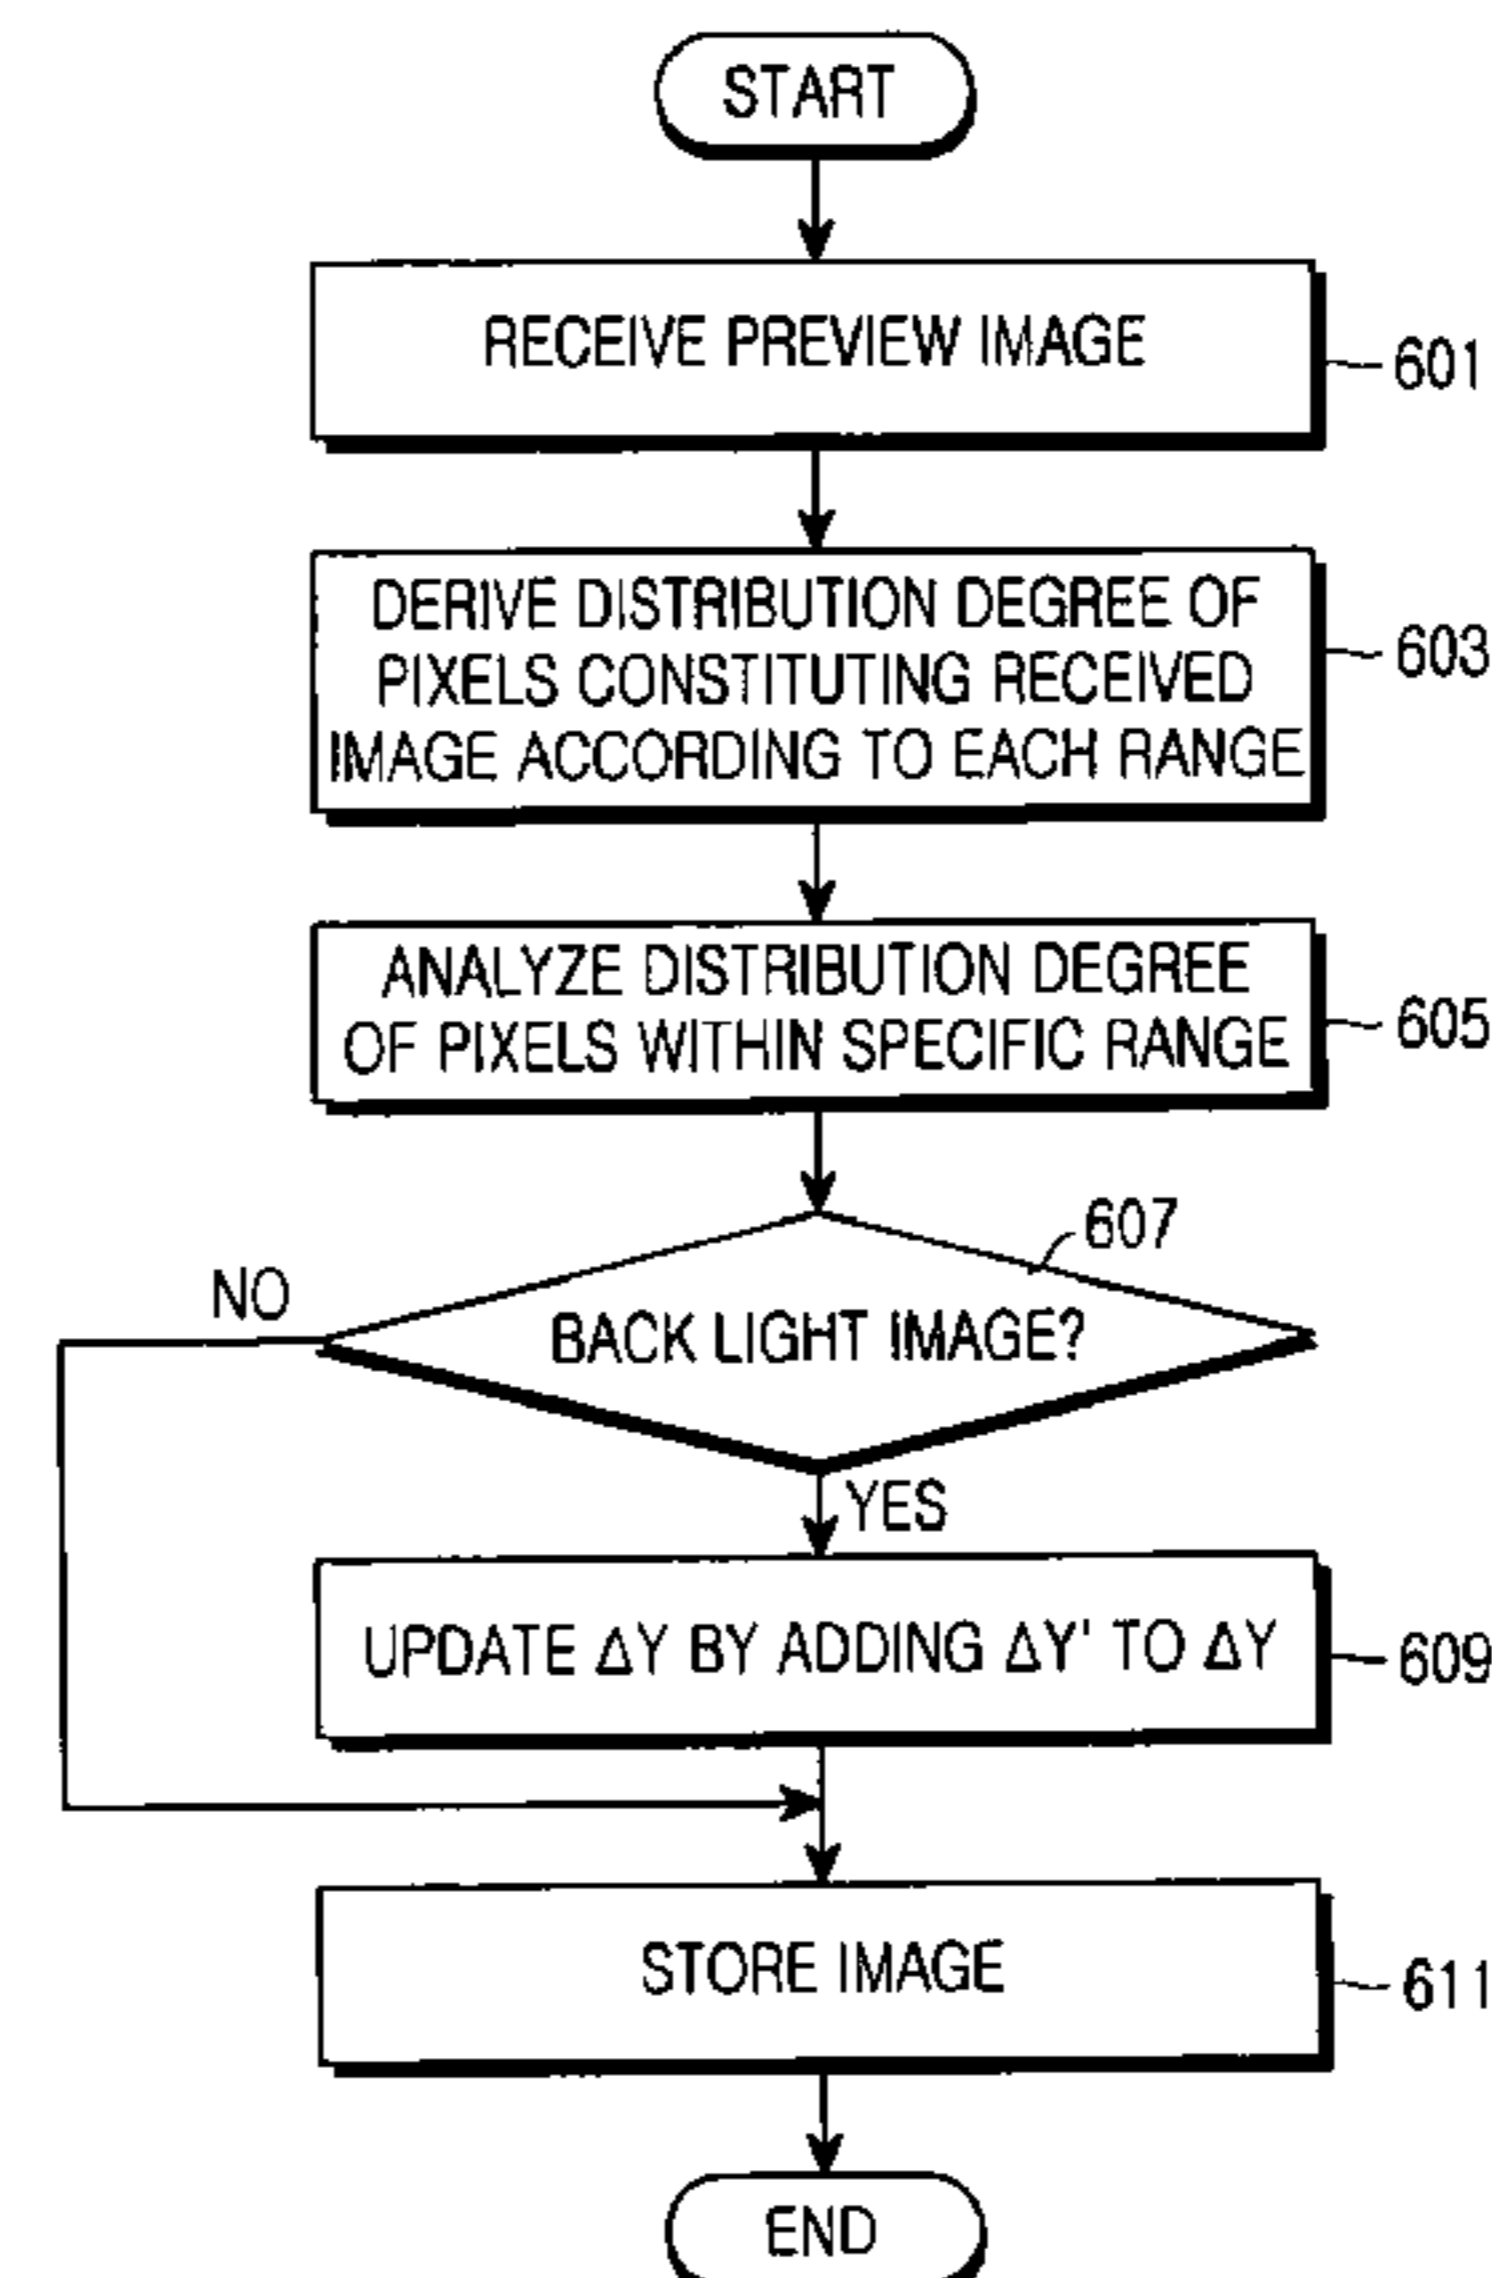 START
RECEIVE PREVIEW IMAGE
601
DERIVE DISTRIBUTION DEGREE OF
PIXELS CONSTITUTING RECEIVED
IMAGE ACCORDING TO EACH RANGE
603
ANALYZE DISTRIBUTION DEGREE
OF PIXELS WITHIN SPECIFIC RANGE
605
607
NO
BACK LIGHT IMAGE?
YES
UPDATE ΔY BY ADDING ΔY' TO ΔY
609
STORE IMAGE
611
END